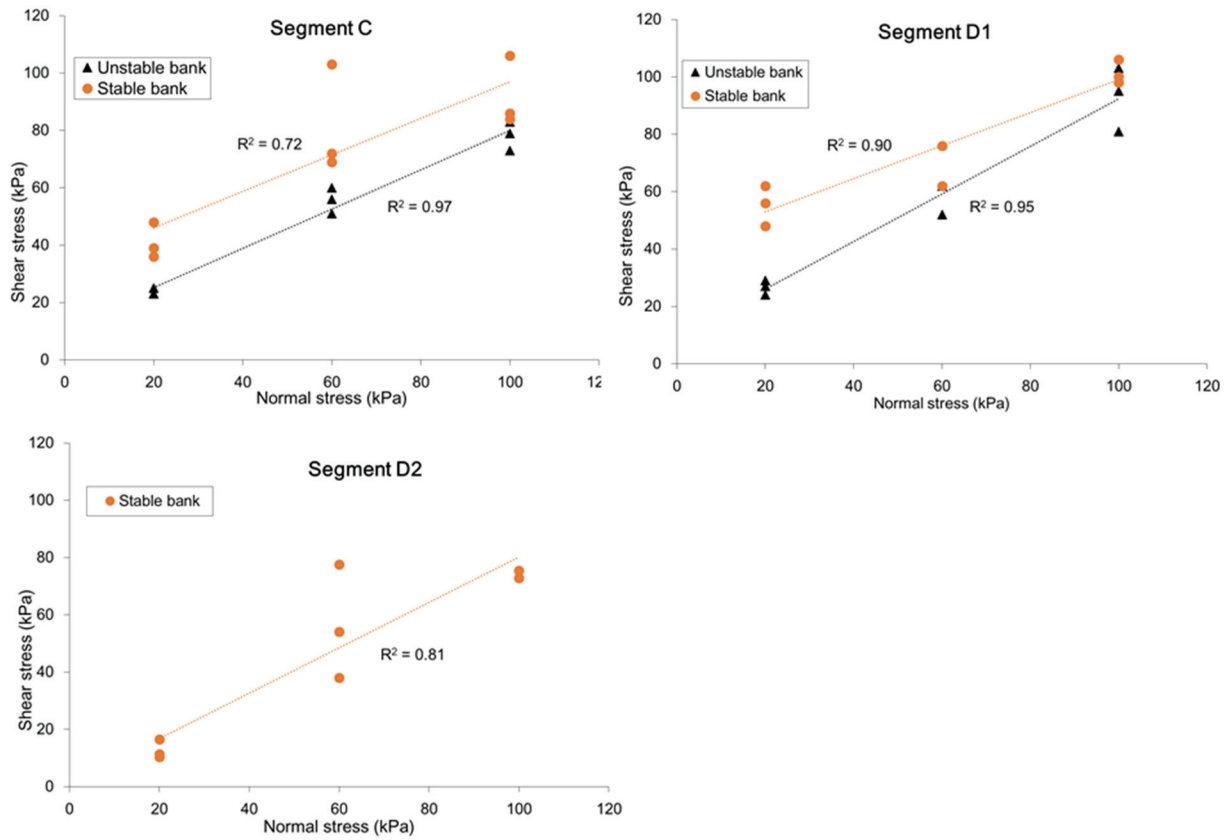 Segment C
▲ Unstable bank
● Stable bank
R² = 0.72
R² = 0.97
Shear stress (kPa)
120
100
80
60
40
20
0
0 20 40 60 80 100 12
Normal stress (kPa)
Segment D1
▲ Unstable bank
● Stable bank
R² = 0.90
R² = 0.95
Shear stress (kPa)
120
100
80
60
40
20
0
0 20 40 60 80 100 120
Normal stress (kPa)
Segment D2
● Stable bank
R² = 0.81
Shear stress (kPa)
120
100
80
60
40
20
0
0 20 40 60 80 100 120
Normal stress (kPa)